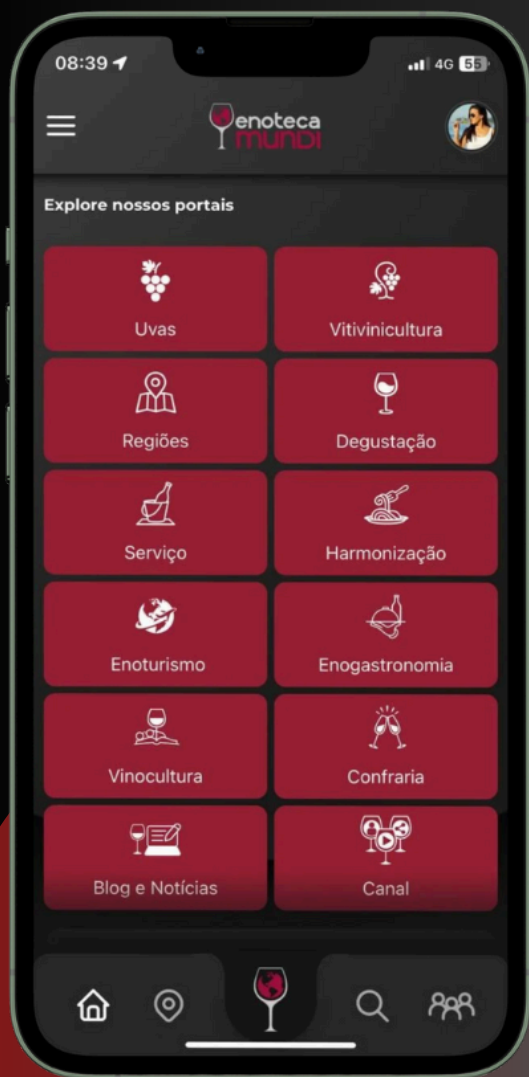 08:39
4G 55
enoteca
MUNDI
Explore nossos portais
Uvas
Vitivinicultura
Regiões
Degustação
Serviço
Harmonização
Enoturismo
Enogastronomia
Vinocultura
Confraria
Blog e Notícias
Canal